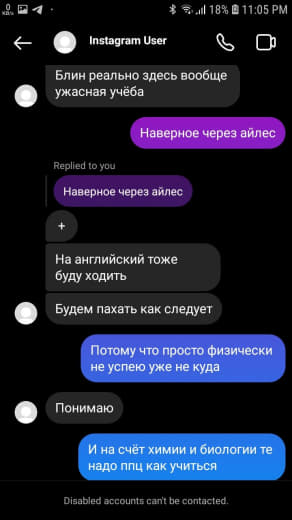 0
KB/s
18%
11:05 PM
Instagram User
Блин реально здесь вообще
ужасная учёба
Наверное через айлес
Replied to you
Наверное через айлес
+
На английский тоже
буду ходить
Будем пахать как следует
Потому что просто физически
не успею уже не куда
Понимаю
И на счёт химии и биологии те
надо ппц как учиться
Disabled accounts can't be contacted.